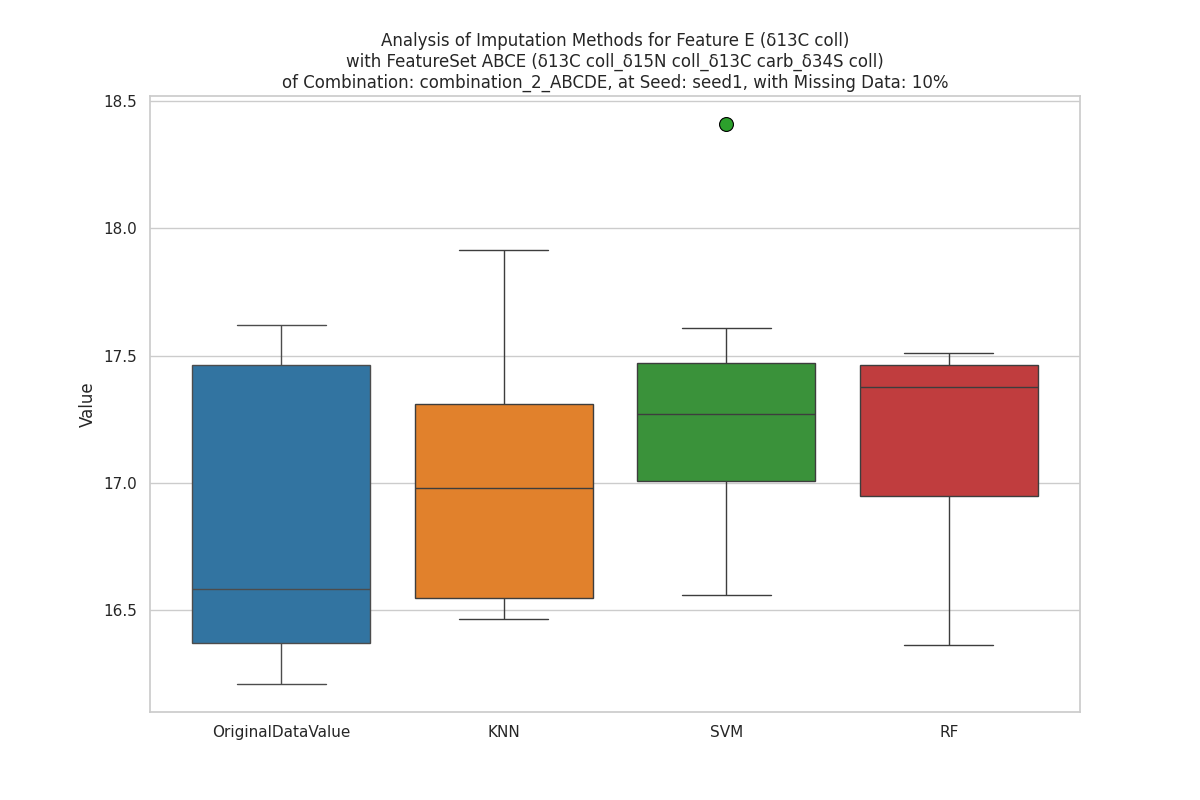 Analysis of Imputation Methods for Feature E (δ13C coll)
with FeatureSet ABCE (δ13C coll_δ15N coll_δ13C carb_δ34S coll)
of Combination: combination_2_ABCDE, at Seed: seed1, with Missing Data: 10%
18.5
18.0
17.5
17.0
16.5
Value
OriginalDataValue
KNN
SVM
RF